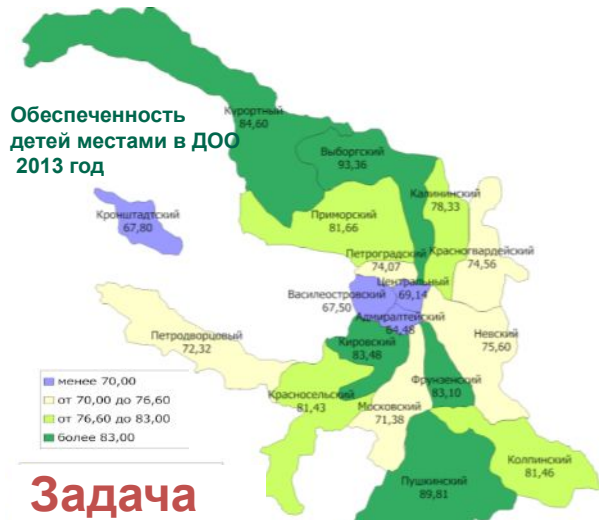 Обеспеченность
детей местами в ДОО
2013 год
Курортный
84,60
Выборгский
93,36
Калининский
78,33
Кронштадтский
67,80
Приморский
81,66
Петроградский
74,07
Красногвардейский
74,56
Центральный
69,14
Василеостровский
67,50
Адмиралтейский
64,48
Петродворцовый
72,32
Кировский
83,48
Невский
75,60
Фрунзенский
83,10
Красносельский
81,43
Московский
71,38
менее 70,00
от 70,00 до 76,60
от 76,60 до 83,00
более 83,00
Колпинский
81,46
Пушкинский
89,81
Задача